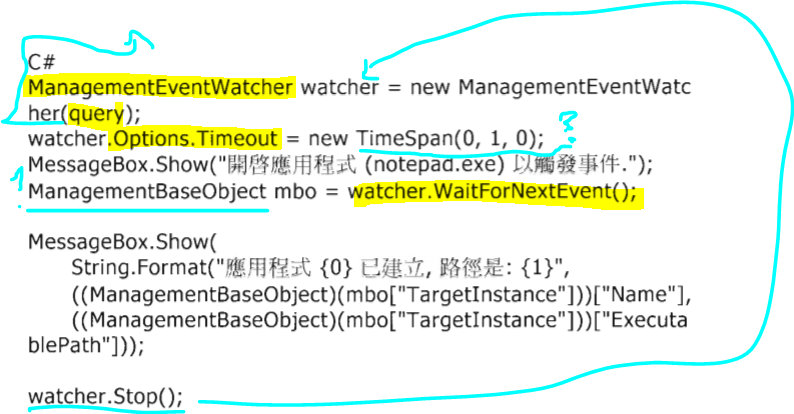 C#
ManagementEventWatcher watcher = new ManagementEventWatc
her(query);
watcher.Options.Timeout = new TimeSpan(0, 1, 0); ?
MessageBox.Show("開啓應用程式 (notepad.exe) 以觸發事件.");
ManagementBaseObject mbo = watcher.WaitForNextEvent();
MessageBox.Show(
String.Format("應用程式 {0} 已建立, 路徑是: {1}",
((ManagementBaseObject)(mbo["TargetInstance"]))["Name"],
((ManagementBaseObject)(mbo["TargetInstance"]))["Executa
blePath"]));
watcher.Stop();